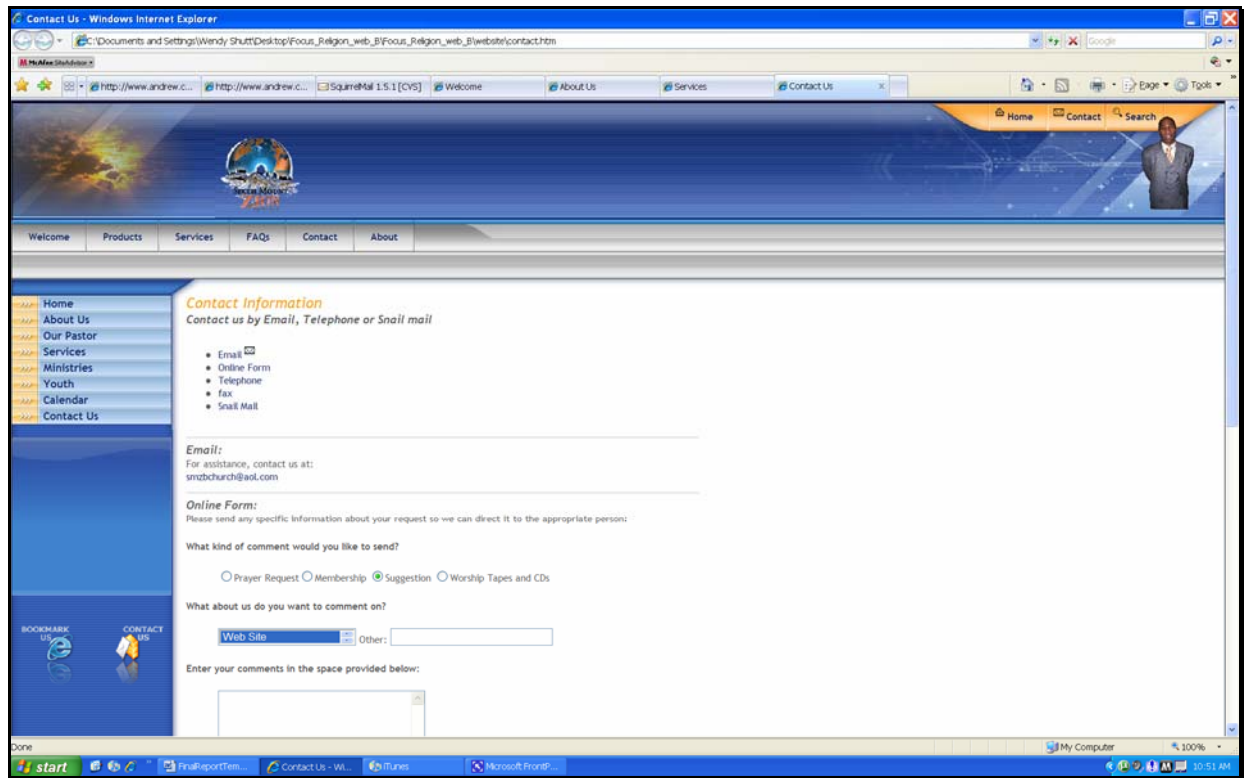 Contact Us - Windows Internet Explorer
C:\Documents and Settings\Wendy Shutt\Desktop\Focus_Religion_web_B\Focus_Religion_web_B\website\contact.htm
Google
McAfee SiteAdvisor
http://www.andrew.c... http://www.andrew.c... SquirrelMail 1.5.1 [CVS] Welcome About Us Services Contact Us Page Tools
Home Contact Search
Second Mount
Zion
Welcome Products Services FAQs Contact About
Home
About Us
Our Pastor
Services
Ministries
Youth
Calendar
Contact Us
Contact Information
Contact us by Email, Telephone or Snail mail
Email
Online Form
Telephone
fax
Snail Mail
Email:
For assistance, contact us at:
smzbchurch@aol.com
Online Form:
Please send any specific information about your request so we can direct it to the appropriate person:
What kind of comment would you like to send?
Prayer Request Membership Suggestion Worship Tapes and CDs
What about us do you want to comment on?
Web Site Other:
Enter your comments in the space provided below:
BOOKMARK US
CONTACT US
Done My Computer 100%
start FinalReportTem... Contact Us - Wi... iTunes Microsoft FrontP... 10:51 AM